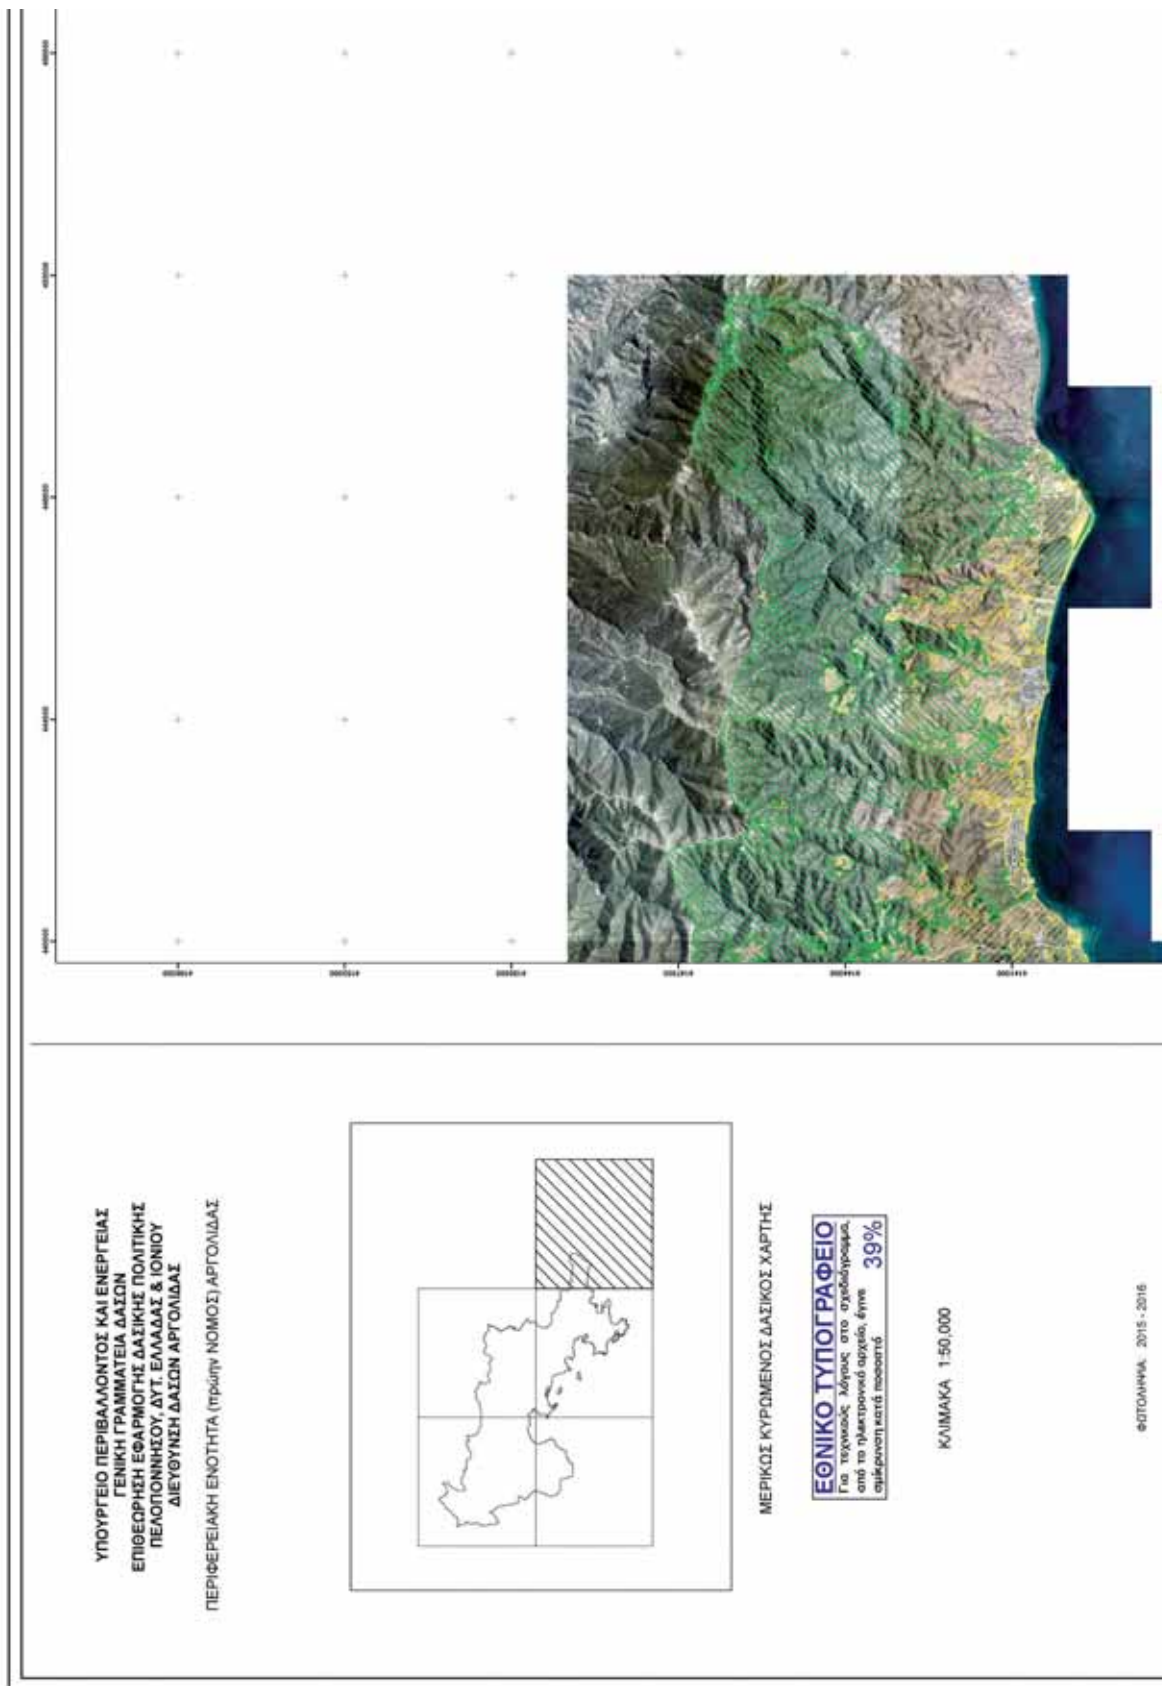 ΥΠΟΥΡΓΕΙΟ ΠΕΡΙΒΑΛΛΟΝΤΟΣ ΚΑΙ ΕΝΕΡΓΕΙΑΣ
ΓΕΝΙΚΗ ΓΡΑΜΜΑΤΕΙΑ ΔΑΣΩΝ
ΕΠΙΘΕΩΡΗΣΗ ΕΦΑΡΜΟΓΗΣ ΔΑΣΙΚΗΣ ΠΟΛΙΤΙΚΗΣ
ΠΕΛΟΠΟΝΝΗΣΟΥ, ΔΥΤ. ΕΛΛΑΔΑΣ & ΙΟΝΙΟΥ
ΔΙΕΥΘΥΝΣΗ ΔΑΣΩΝ ΑΡΓΟΛΙΔΑΣ
ΠΕΡΙΦΕΡΕΙΑΚΗ ΕΝΟΤΗΤΑ (πρώην ΝΟΜΟΣ) ΑΡΓΟΛΙΔΑΣ
ΜΕΡΙΚΩΣ ΚΥΡΩΜΕΝΟΣ ΔΑΣΙΚΟΣ ΧΑΡΤΗΣ
ΕΘΝΙΚΟ ΤΥΠΟΓΡΑΦΕΙΟ
Για τεχνικούς λόγους στο σχεδιάγραμμα,
από το ηλεκτρονικό αρχείο, έγινε
σμίκρυνση κατά ποσοστό 39%
ΚΛΙΜΑΚΑ 1:50,000
ΦΩΤΟΛΗΨΙΑ: 2015 - 2016